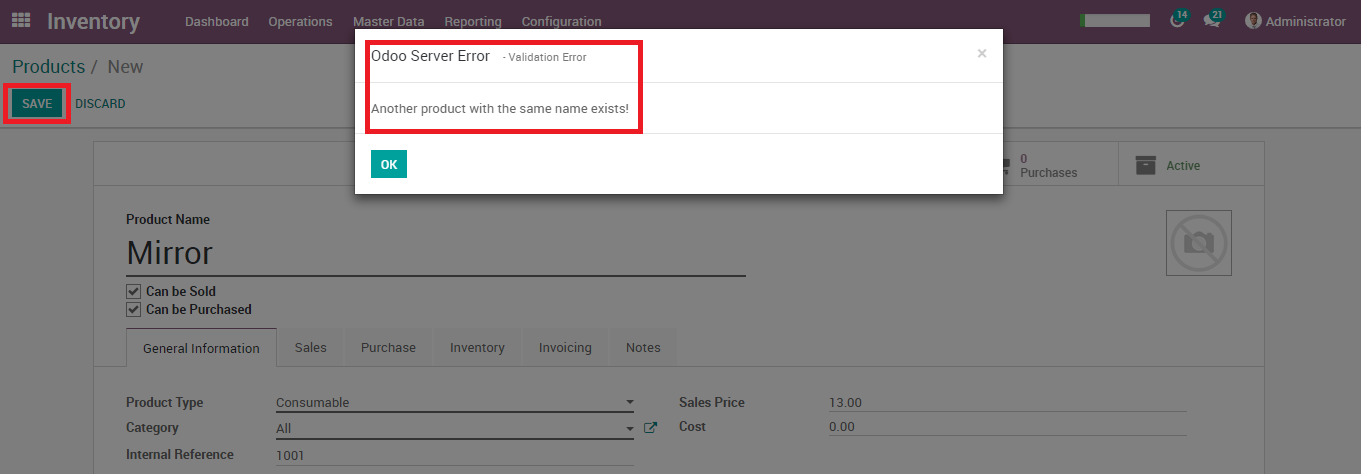 Inventory Dashboard Operations Master Data Reporting Configuration 14 21 Administrator
Products / New
SAVE DISCARD
Odoo Server Error - Validation Error ×
Another product with the same name exists!
OK
0
Purchases
Active
Product Name
Mirror
Can be Sold
Can be Purchased
General Information Sales Purchase Inventory Invoicing Notes
Product Type Consumable Sales Price 13.00
Category All Cost 0.00
Internal Reference 1001